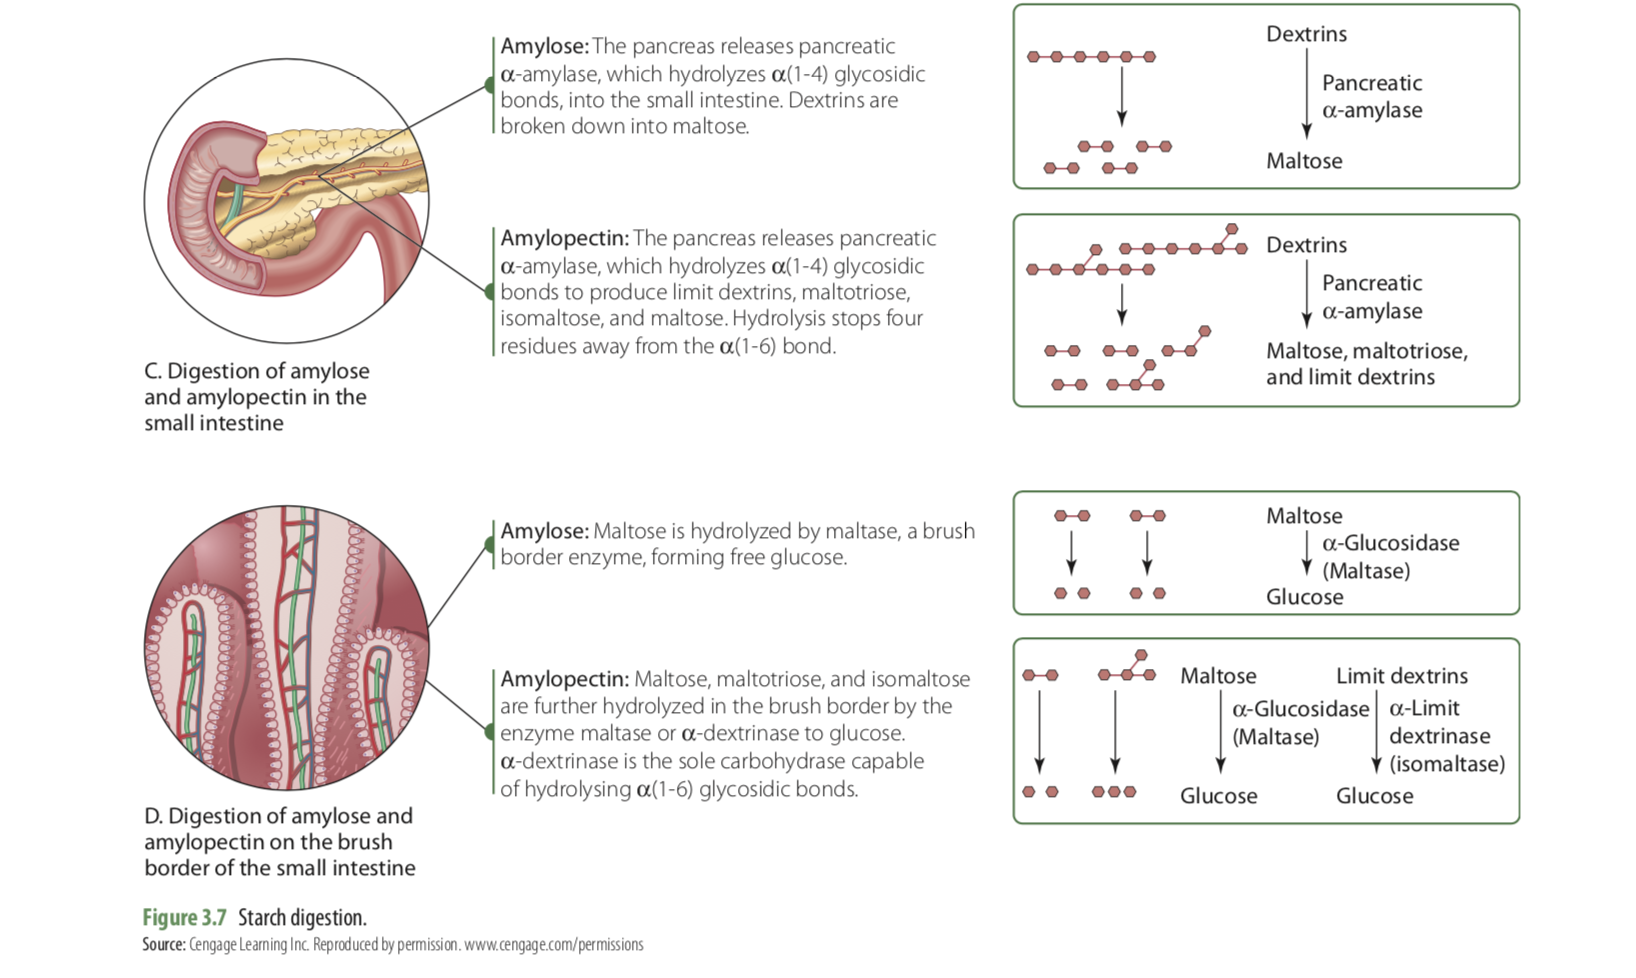 Amylose: The pancreas releases pancreatic
α-amylase, which hydrolyzes α(1-4) glycosidic
bonds, into the small intestine. Dextrins are
broken down into maltose.
Dextrins
Pancreatic
α-amylase
Maltose
Amylopectin: The pancreas releases pancreatic
α-amylase, which hydrolyzes α(1-4) glycosidic
bonds to produce limit dextrins, maltotriose,
isomaltose, and maltose. Hydrolysis stops four
residues away from the α(1-6) bond.
Dextrins
Pancreatic
α-amylase
Maltose, maltotriose,
and limit dextrins
C. Digestion of amylose
and amylopectin in the
small intestine
Amylose: Maltose is hydrolyzed by maltase, a brush
border enzyme, forming free glucose.
Maltose
α-Glucosidase
(Maltase)
Glucose
Amylopectin: Maltose, maltotriose, and isomaltose
are further hydrolyzed in the brush border by the
enzyme maltase or α-dextrinase to glucose.
α-dextrinase is the sole carbohydrase capable
of hydrolysing α(1-6) glycosidic bonds.
Maltose
α-Glucosidase
(Maltase)
Glucose
Limit dextrins
α-Limit
dextrinase
(isomaltase)
Glucose
D. Digestion of amylose and
amylopectin on the brush
border of the small intestine
Figure 3.7 Starch digestion.
Source: Cengage Learning Inc. Reproduced by permission. www.cengage.com/permissions